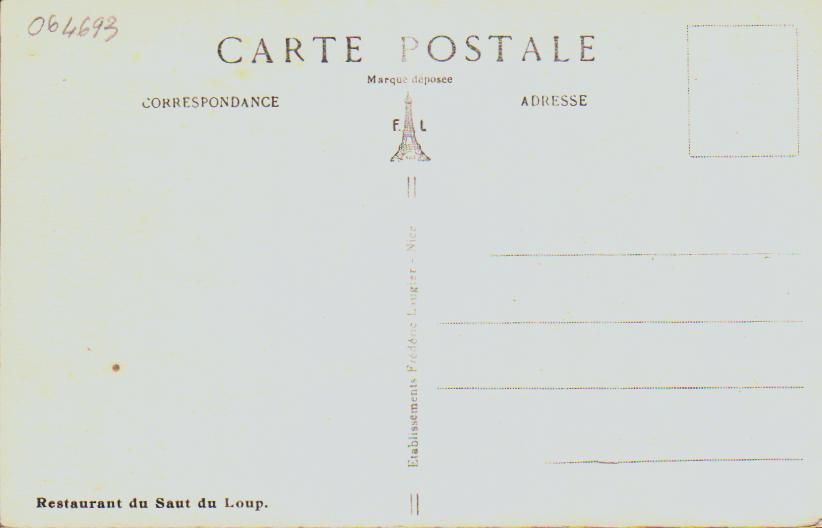 064693
CARTE POSTALE
Marque déposée
CORRESPONDANCE
ADRESSE
F. L
Etablissements Frédéric Laugier - Nice
Restaurant du Saut du Loup.